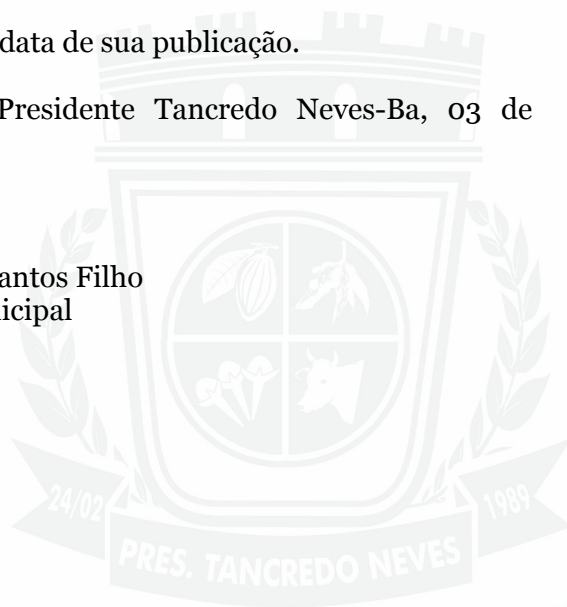 data de sua publicação.
Presidente Tancredo Neves-Ba, 03 de
antos Filho
icipal
24/02
1989
PRES. TANCREDO NEVES